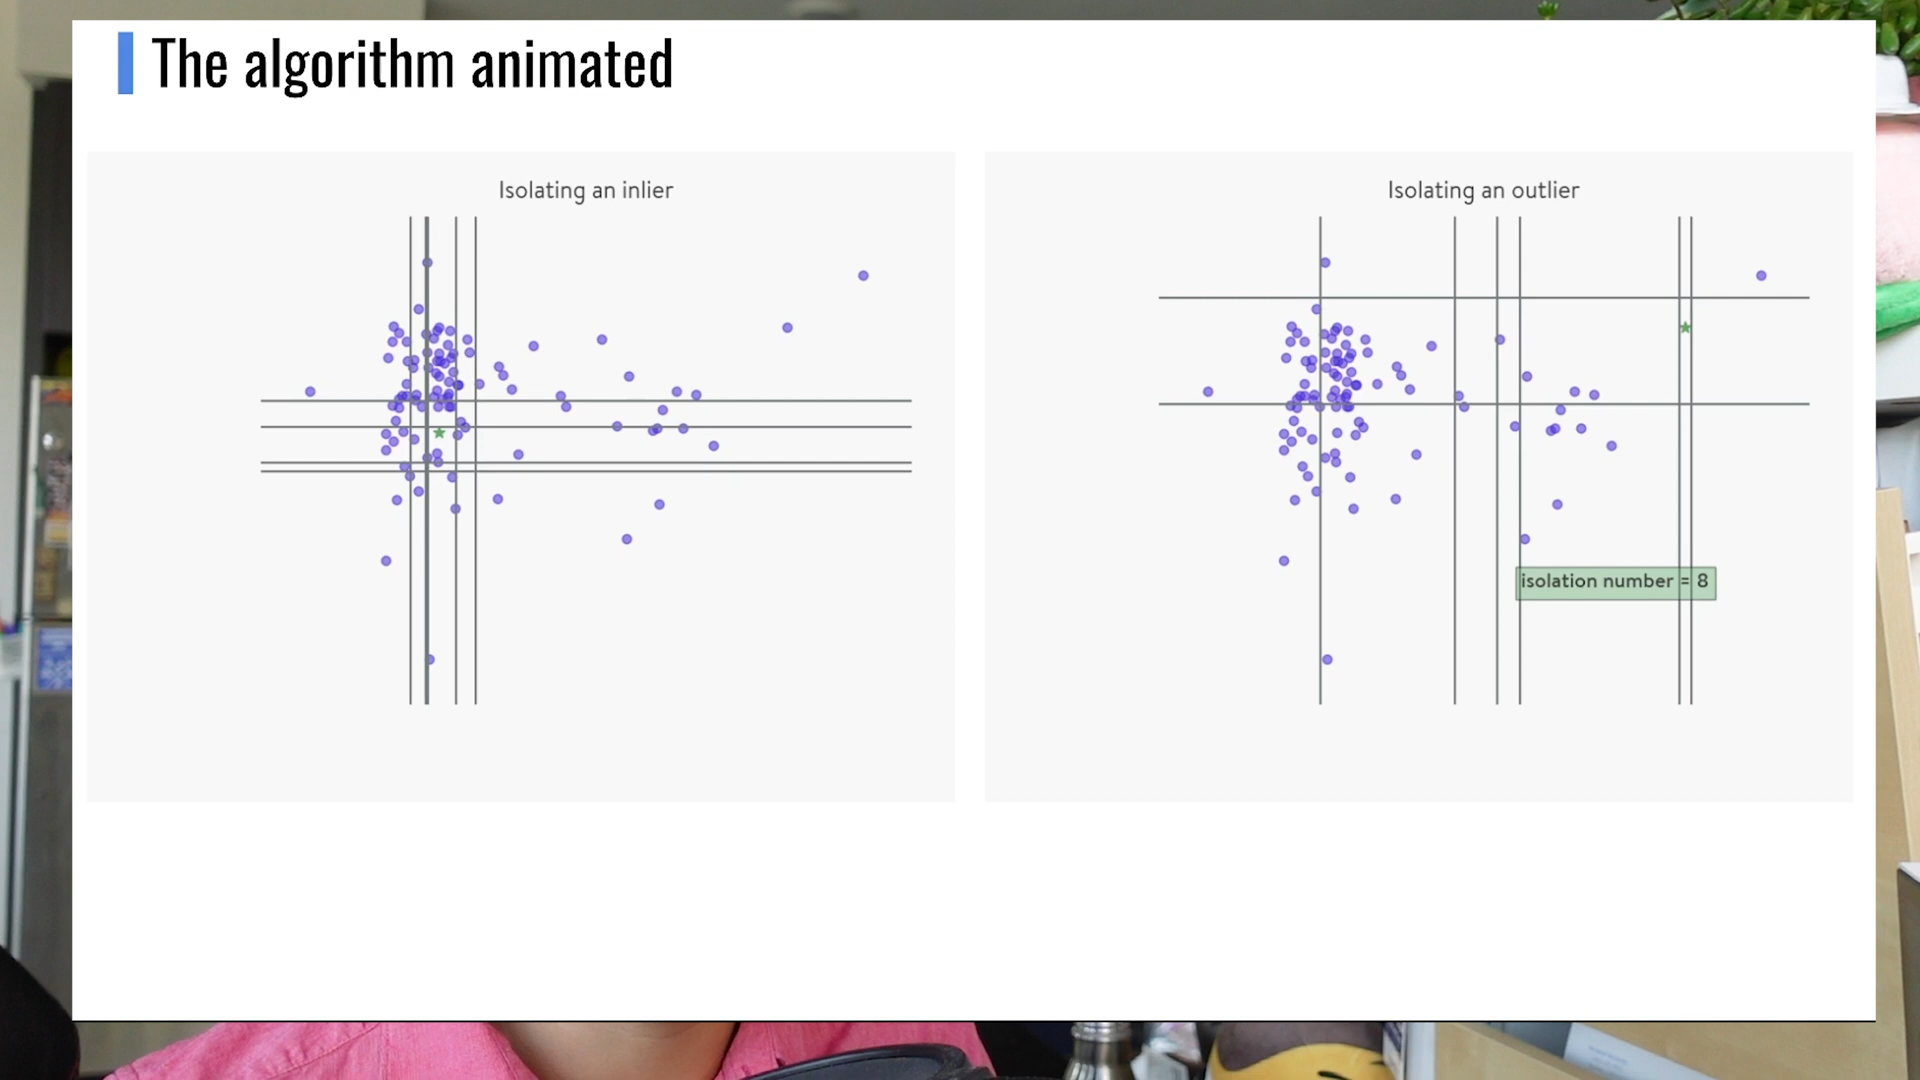 The algorithm animated
Isolating an inlier
Isolating an outlier
isolation number = 8